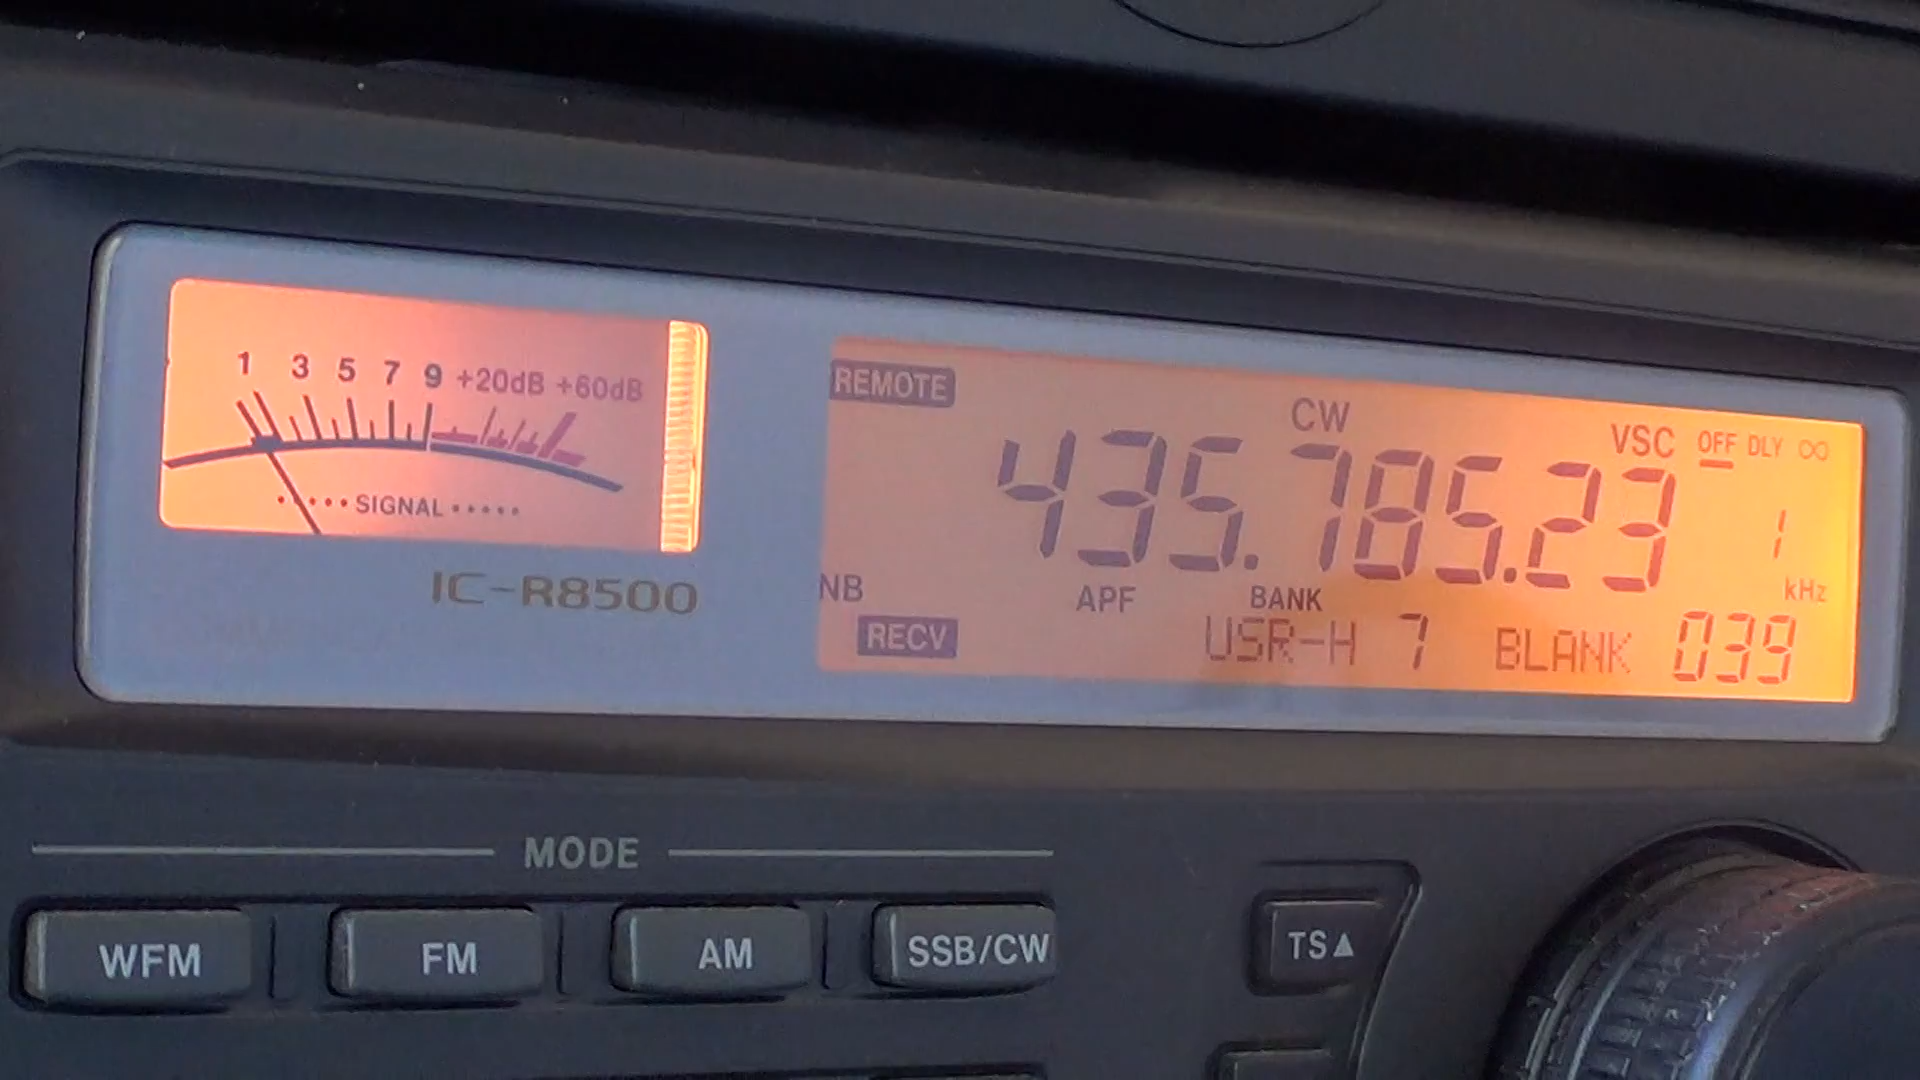 1 3 5 7 9 +20dB +60dB
SIGNAL
IC-R8500
REMOTE
CW
VSC OFF DLY ∞
435.785.23 1
kHz
NB APF BANK
RECV USR-H 7 BLANK 039
MODE
WFM FM AM SSB/CW TS▲